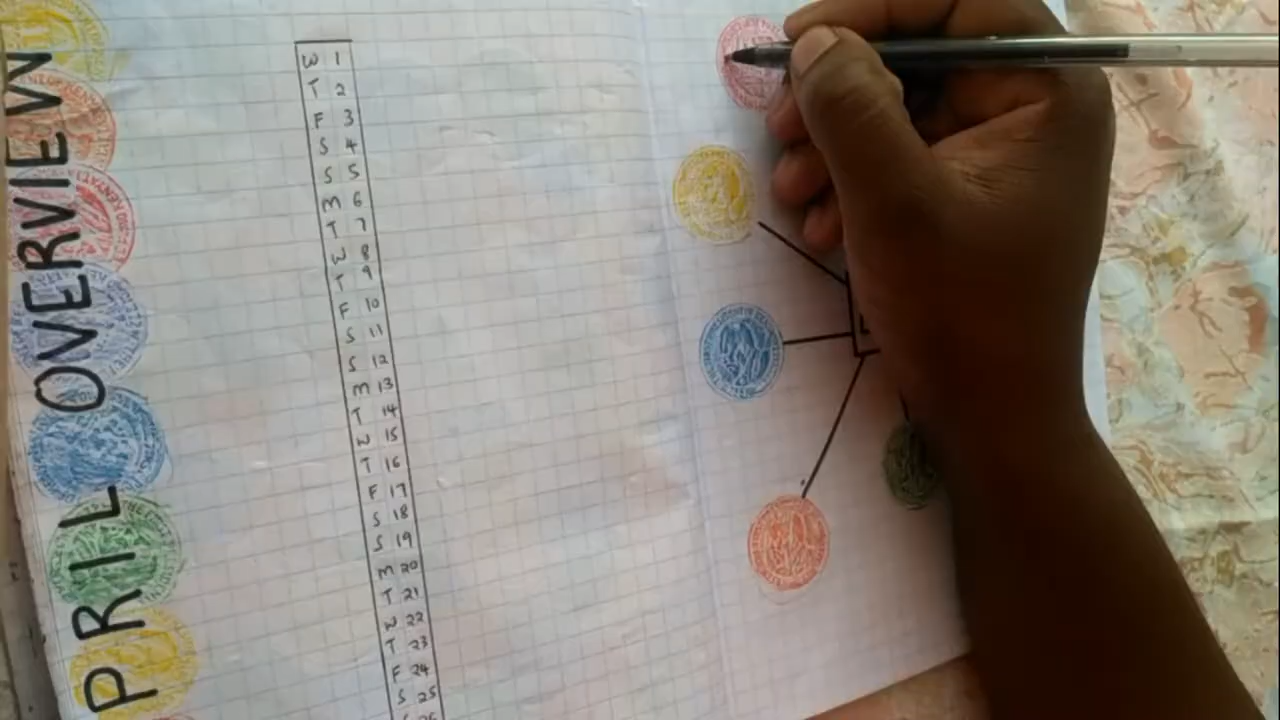 PRIL OVERVIEW
W 1
T 2
F 3
S 4
S 5
M 6
T 7
W 8
T 9
F 10
S 11
S 12
M 13
T 14
W 15
T 16
F 17
S 18
S 19
M 20
T 21
W 22
T 23
F 24
S 25
S 26